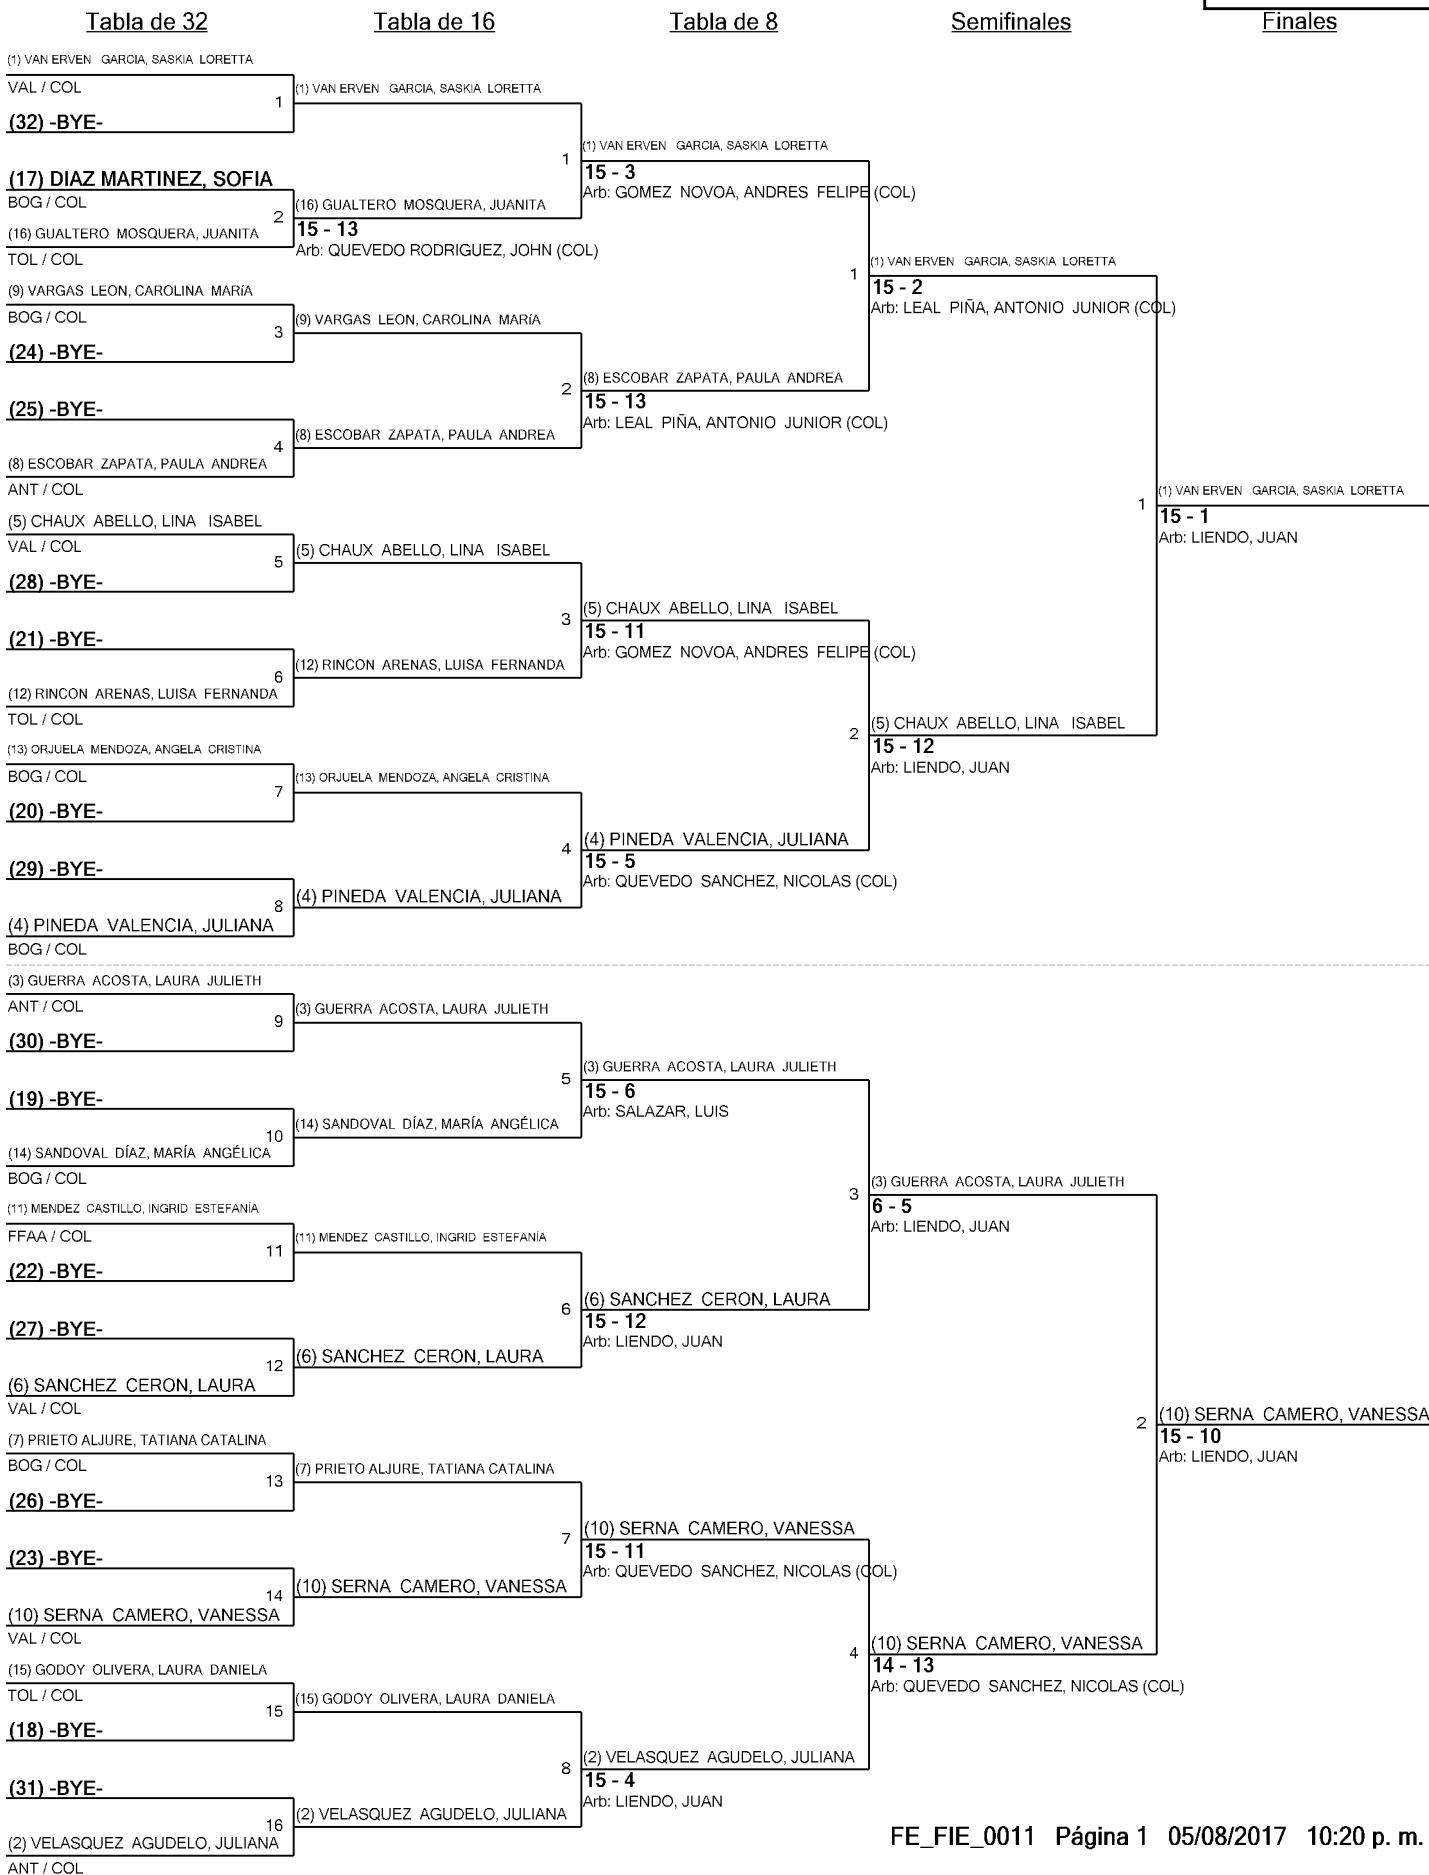 Tabla de 32
Tabla de 16
Tabla de 8
Semifinales
Finales
(1) VAN ERVEN GARCIA, SASKIA LORETTA
VAL / COL
1
(32) -BYE-
(17) DIAZ MARTINEZ, SOFIA
BOG / COL
2
(16) GUALTERO MOSQUERA, JUANITA
TOL / COL
(9) VARGAS LEON, CAROLINA MARíA
BOG / COL
3
(24) -BYE-
(25) -BYE-
4
(8) ESCOBAR ZAPATA, PAULA ANDREA
ANT / COL
(5) CHAUX ABELLO, LINA ISABEL
VAL / COL
5
(28) -BYE-
(21) -BYE-
6
(12) RINCON ARENAS, LUISA FERNANDA
TOL / COL
(13) ORJUELA MENDOZA, ANGELA CRISTINA
BOG / COL
7
(20) -BYE-
(29) -BYE-
8
(4) PINEDA VALENCIA, JULIANA
BOG / COL
(3) GUERRA ACOSTA, LAURA JULIETH
ANT / COL
9
(30) -BYE-
(19) -BYE-
10
(14) SANDOVAL DÍAZ, MARÍA ANGÉLICA
BOG / COL
(11) MENDEZ CASTILLO, INGRID ESTEFANÍA
FFAA / COL
11
(22) -BYE-
(27) -BYE-
12
(6) SANCHEZ CERON, LAURA
VAL / COL
(7) PRIETO ALJURE, TATIANA CATALINA
BOG / COL
13
(26) -BYE-
(23) -BYE-
14
(10) SERNA CAMERO, VANESSA
VAL / COL
(15) GODOY OLIVERA, LAURA DANIELA
TOL / COL
15
(18) -BYE-
(31) -BYE-
16
(2) VELASQUEZ AGUDELO, JULIANA
ANT / COL
(1) VAN ERVEN GARCIA, SASKIA LORETTA
1
(16) GUALTERO MOSQUERA, JUANITA
15 - 13
Arb: QUEVEDO RODRIGUEZ, JOHN (COL)
(9) VARGAS LEON, CAROLINA MARíA
2
(8) ESCOBAR ZAPATA, PAULA ANDREA
(5) CHAUX ABELLO, LINA ISABEL
3
(12) RINCON ARENAS, LUISA FERNANDA
(13) ORJUELA MENDOZA, ANGELA CRISTINA
4
(4) PINEDA VALENCIA, JULIANA
(3) GUERRA ACOSTA, LAURA JULIETH
5
(14) SANDOVAL DÍAZ, MARÍA ANGÉLICA
(11) MENDEZ CASTILLO, INGRID ESTEFANÍA
6
(6) SANCHEZ CERON, LAURA
(7) PRIETO ALJURE, TATIANA CATALINA
7
(10) SERNA CAMERO, VANESSA
(15) GODOY OLIVERA, LAURA DANIELA
8
(2) VELASQUEZ AGUDELO, JULIANA
(1) VAN ERVEN GARCIA, SASKIA LORETTA
15 - 3
Arb: GOMEZ NOVOA, ANDRES FELIPE (COL)
1
(8) ESCOBAR ZAPATA, PAULA ANDREA
15 - 13
Arb: LEAL PIÑA, ANTONIO JUNIOR (COL)
(5) CHAUX ABELLO, LINA ISABEL
15 - 11
Arb: GOMEZ NOVOA, ANDRES FELIPE (COL)
2
(4) PINEDA VALENCIA, JULIANA
15 - 5
Arb: QUEVEDO SANCHEZ, NICOLAS (COL)
(3) GUERRA ACOSTA, LAURA JULIETH
15 - 6
Arb: SALAZAR, LUIS
3
(6) SANCHEZ CERON, LAURA
15 - 12
Arb: LIENDO, JUAN
(10) SERNA CAMERO, VANESSA
15 - 11
Arb: QUEVEDO SANCHEZ, NICOLAS (COL)
4
(2) VELASQUEZ AGUDELO, JULIANA
15 - 4
Arb: LIENDO, JUAN
(1) VAN ERVEN GARCIA, SASKIA LORETTA
15 - 2
Arb: LEAL PIÑA, ANTONIO JUNIOR (COL)
1
(5) CHAUX ABELLO, LINA ISABEL
15 - 12
Arb: LIENDO, JUAN
(3) GUERRA ACOSTA, LAURA JULIETH
6 - 5
Arb: LIENDO, JUAN
2
(10) SERNA CAMERO, VANESSA
14 - 13
Arb: QUEVEDO SANCHEZ, NICOLAS (COL)
(1) VAN ERVEN GARCIA, SASKIA LORETTA
15 - 1
Arb: LIENDO, JUAN
(10) SERNA CAMERO, VANESSA
15 - 10
Arb: LIENDO, JUAN
FE_FIE_0011 Página 1 05/08/2017 10:20 p. m.